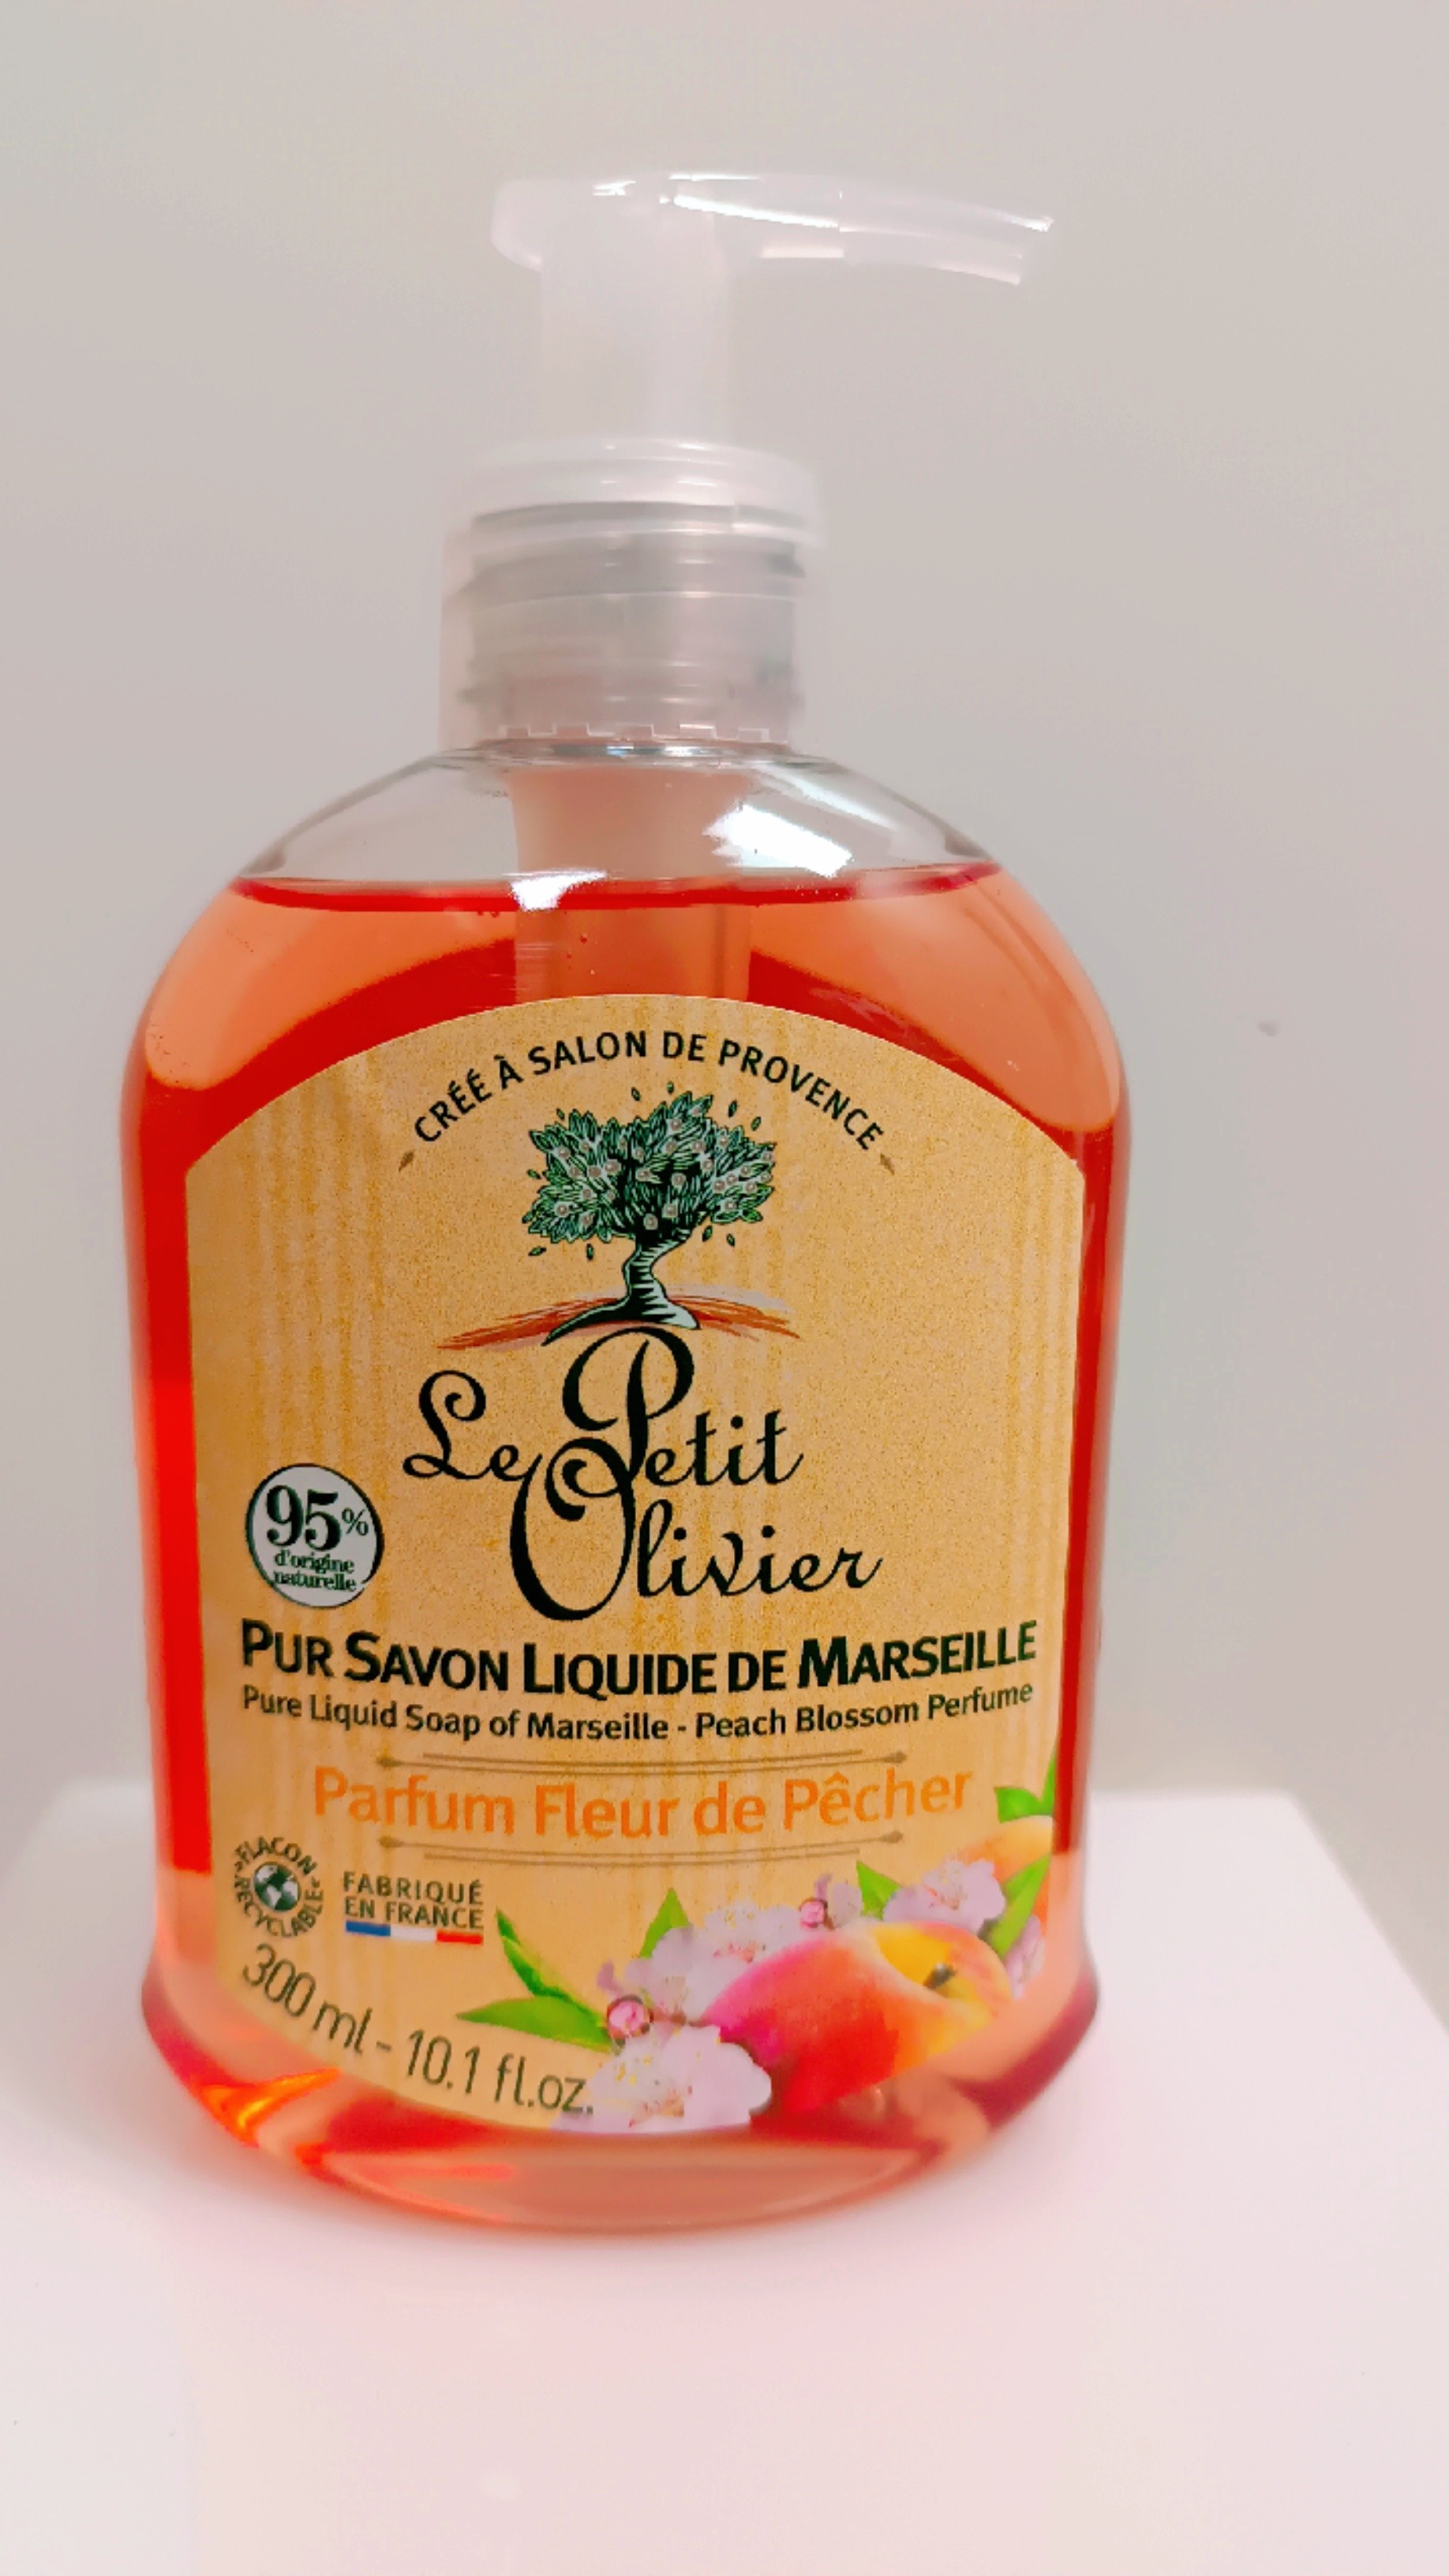 CRÉÉ À SALON DE PROVENCE
Le Petit
Olivier
95%
d'origine
naturelle
PUR SAVON LIQUIDE DE MARSEILLE
Pure Liquid Soap of Marseille - Peach Blossom Perfume
Parfum Fleur de Pêcher
FLACON
RECYCLABLE
FABRIQUÉ
EN FRANCE
300 ml - 10.1 fl.oz.